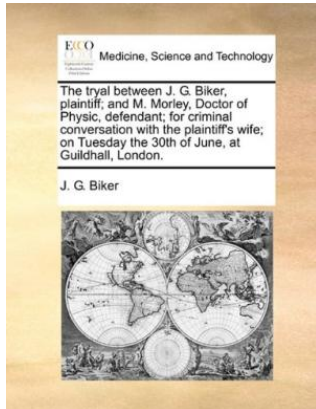 ECCO
Medicine, Science and Technology
The tryal between J. G. Biker,
plaintiff; and M. Morley, Doctor of
Physic, defendant; for criminal
conversation with the plaintiff's wife;
on Tuesday the 30th of June, at
Guildhall, London.
J. G. Biker